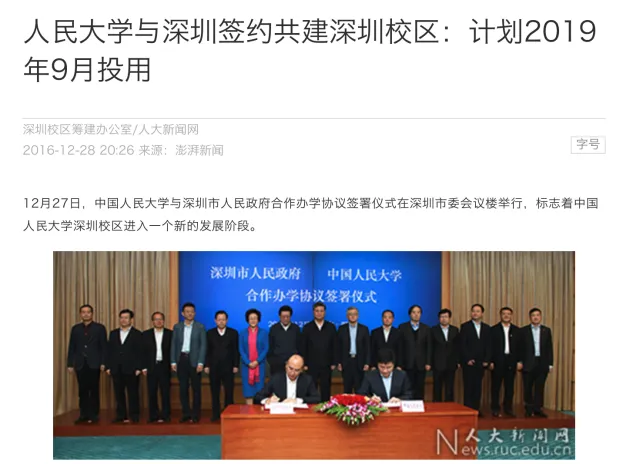 人民大学与深圳签约共建深圳校区：计划2019
年9月投用
深圳校区筹建办公室/人大新闻网
2016-12-28 20:26 来源：澎湃新闻
字号
12月27日，中国人民大学与深圳市人民政府合作办学协议签署仪式在深圳市委会议楼举行，标志着中国
人民大学深圳校区进入一个新的发展阶段。
深圳市人民政府 中国人民大学
合作办学协议签署仪式
人大新闻网
News.ruc.edu.cn